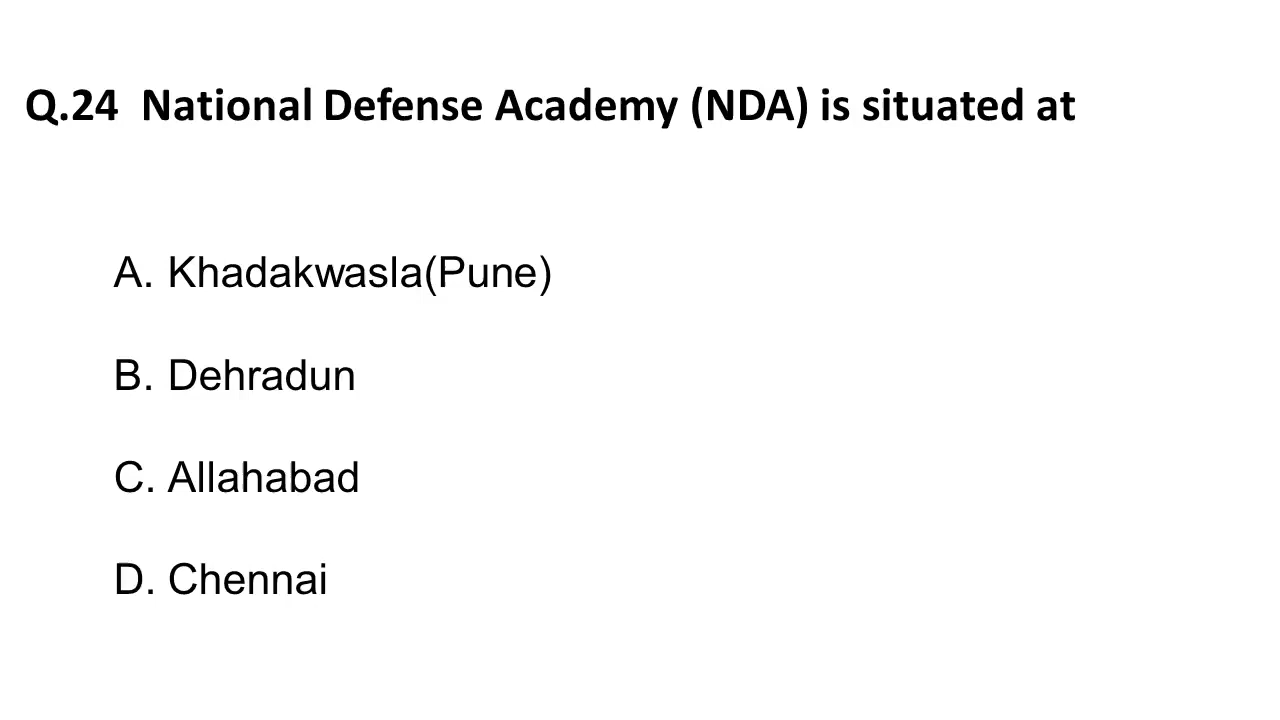 Q.24 National Defense Academy (NDA) is situated at
A. Khadakwasla(Pune)
B. Dehradun
C. Allahabad
D. Chennai